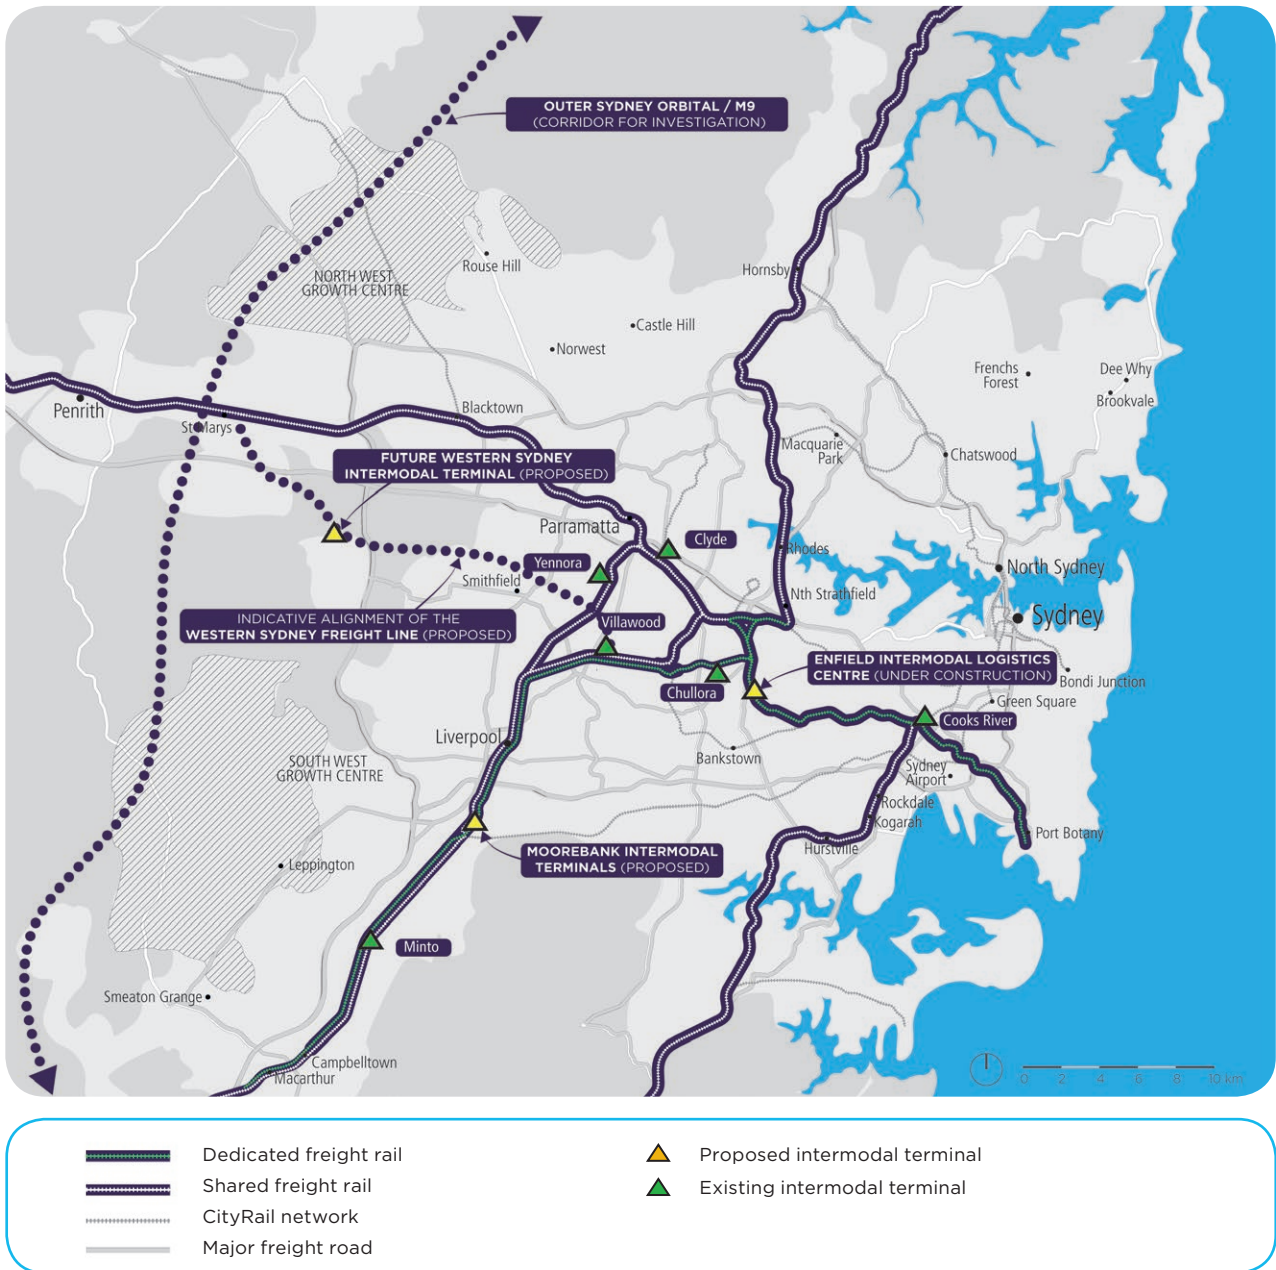 OUTER SYDNEY ORBITAL / M9
(CORRIDOR FOR INVESTIGATION)
Rouse Hill
NORTH WEST
GROWTH CENTRE
Hornsby
Castle Hill
Norwest
Frenchs
Forest
Dee Why
Brookvale
Penrith
St Marys
Blacktown
Macquarie
Park
Chatswood
FUTURE WESTERN SYDNEY
INTERMODAL TERMINAL (PROPOSED)
Parramatta
Clyde
Rhodes
Yennora
Smithfield
North Sydney
Nth Strathfield
Sydney
INDICATIVE ALIGNMENT OF THE
WESTERN SYDNEY FREIGHT LINE (PROPOSED)
Villawood
ENFIELD INTERMODAL LOGISTICS
CENTRE (UNDER CONSTRUCTION)
Bondi Junction
Chullora
Green Square
Cooks River
Liverpool
Bankstown
SOUTH WEST
GROWTH CENTRE
Sydney
Airport
Rockdale
Kogarah
Port Botany
Hurstville
MOOREBANK INTERMODAL
TERMINALS (PROPOSED)
Leppington
Minto
Smeaton Grange
Campbelltown
Macarthur
0 2 4 6 8 10 km
Dedicated freight rail
Shared freight rail
CityRail network
Major freight road
Proposed intermodal terminal
Existing intermodal terminal